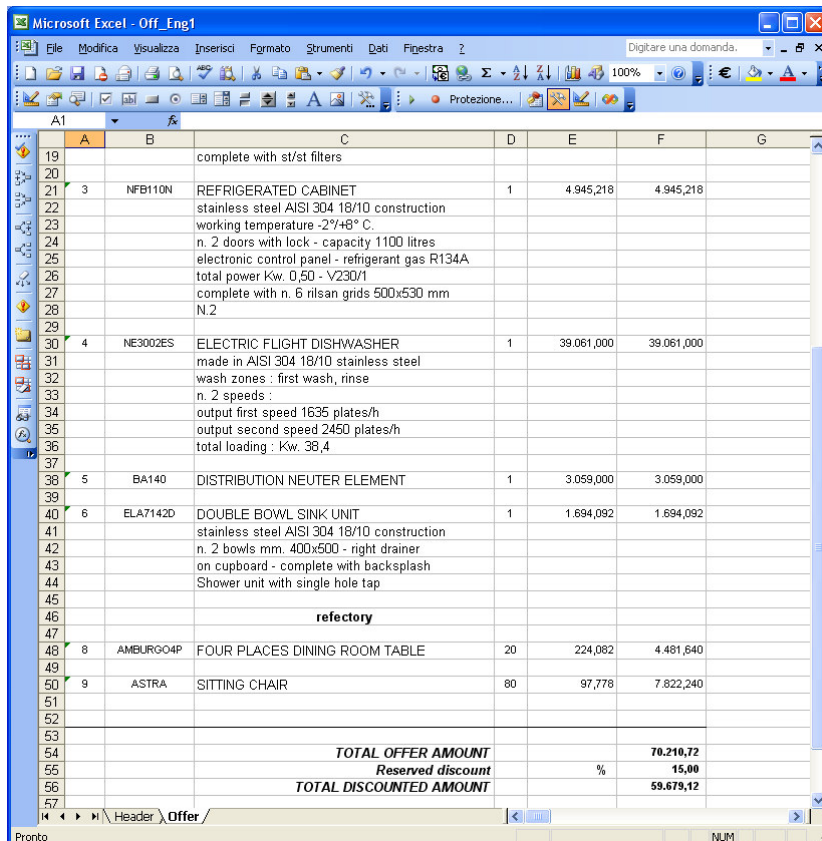 Microsoft Excel - Off_Eng1
File Modifica Visualizza Inserisci Formato Strumenti Dati Finestra ? Digitare una domanda.
100%
Protezione...
A1 fx
A B C D E F G
19 complete with st/st filters
20
21 3 NFB110N REFRIGERATED CABINET 1 4.945,218 4.945,218
22 stainless steel AISI 304 18/10 construction
23 working temperature -2°/+8° C.
24 n. 2 doors with lock - capacity 1100 litres
25 electronic control panel - refrigerant gas R134A
26 total power Kw. 0,50 - V230/1
27 complete with n. 6 rilsan grids 500x530 mm
28 N.2
29
30 4 NE3002ES ELECTRIC FLIGHT DISHWASHER 1 39.061,000 39.061,000
31 made in AISI 304 18/10 stainless steel
32 wash zones : first wash, rinse
33 n. 2 speeds :
34 output first speed 1635 plates/h
35 output second speed 2450 plates/h
36 total loading : Kw. 38,4
37
38 5 BA140 DISTRIBUTION NEUTER ELEMENT 1 3.059,000 3.059,000
39
40 6 ELA7142D DOUBLE BOWL SINK UNIT 1 1.694,092 1.694,092
41 stainless steel AISI 304 18/10 construction
42 n. 2 bowls mm. 400x500 - right drainer
43 on cupboard - complete with backsplash
44 Shower unit with single hole tap
45
46 refectory
47
48 8 AMBURGO4P FOUR PLACES DINING ROOM TABLE 20 224,082 4.481,640
49
50 9 ASTRA SITTING CHAIR 80 97,778 7.822,240
51
52
53
54 TOTAL OFFER AMOUNT 70.210,72
55 Reserved discount % 15,00
56 TOTAL DISCOUNTED AMOUNT 59.679,12
57
Header Offer
Pronto NUM